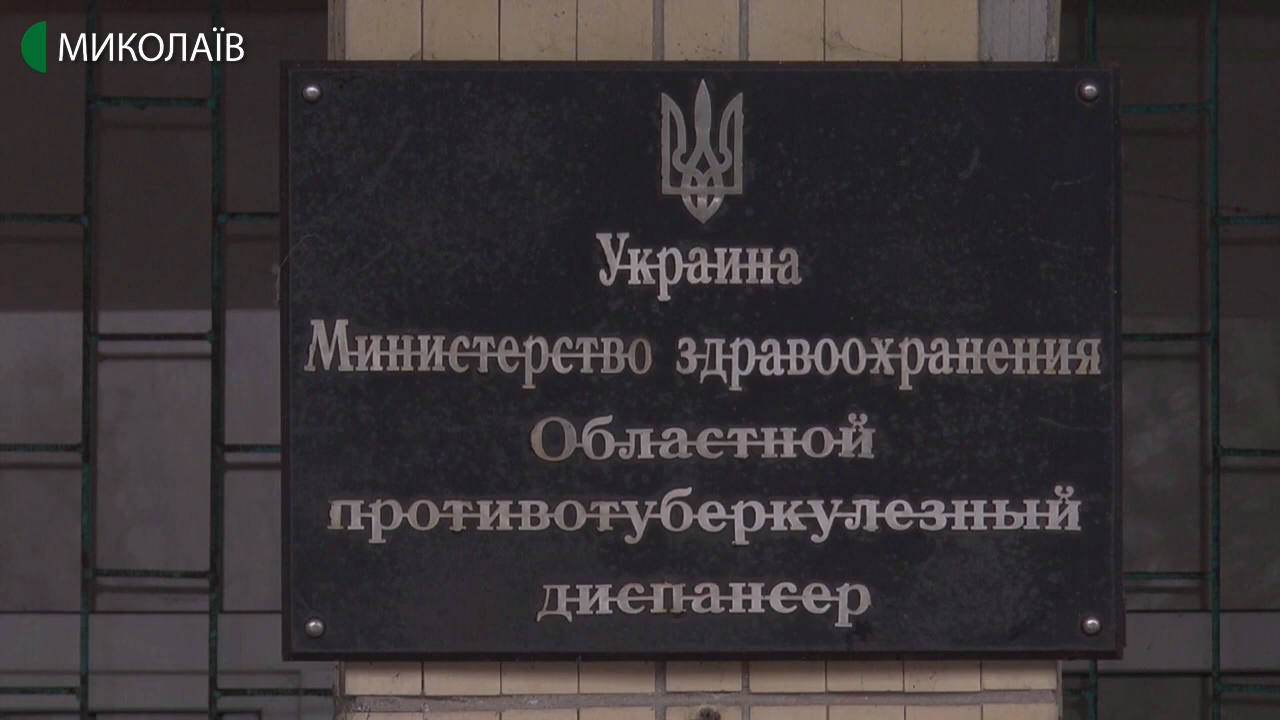 МИКОЛАЇВ
Украина
Министерство здравоохранения
Областной
противотуберкулезный
диспансер